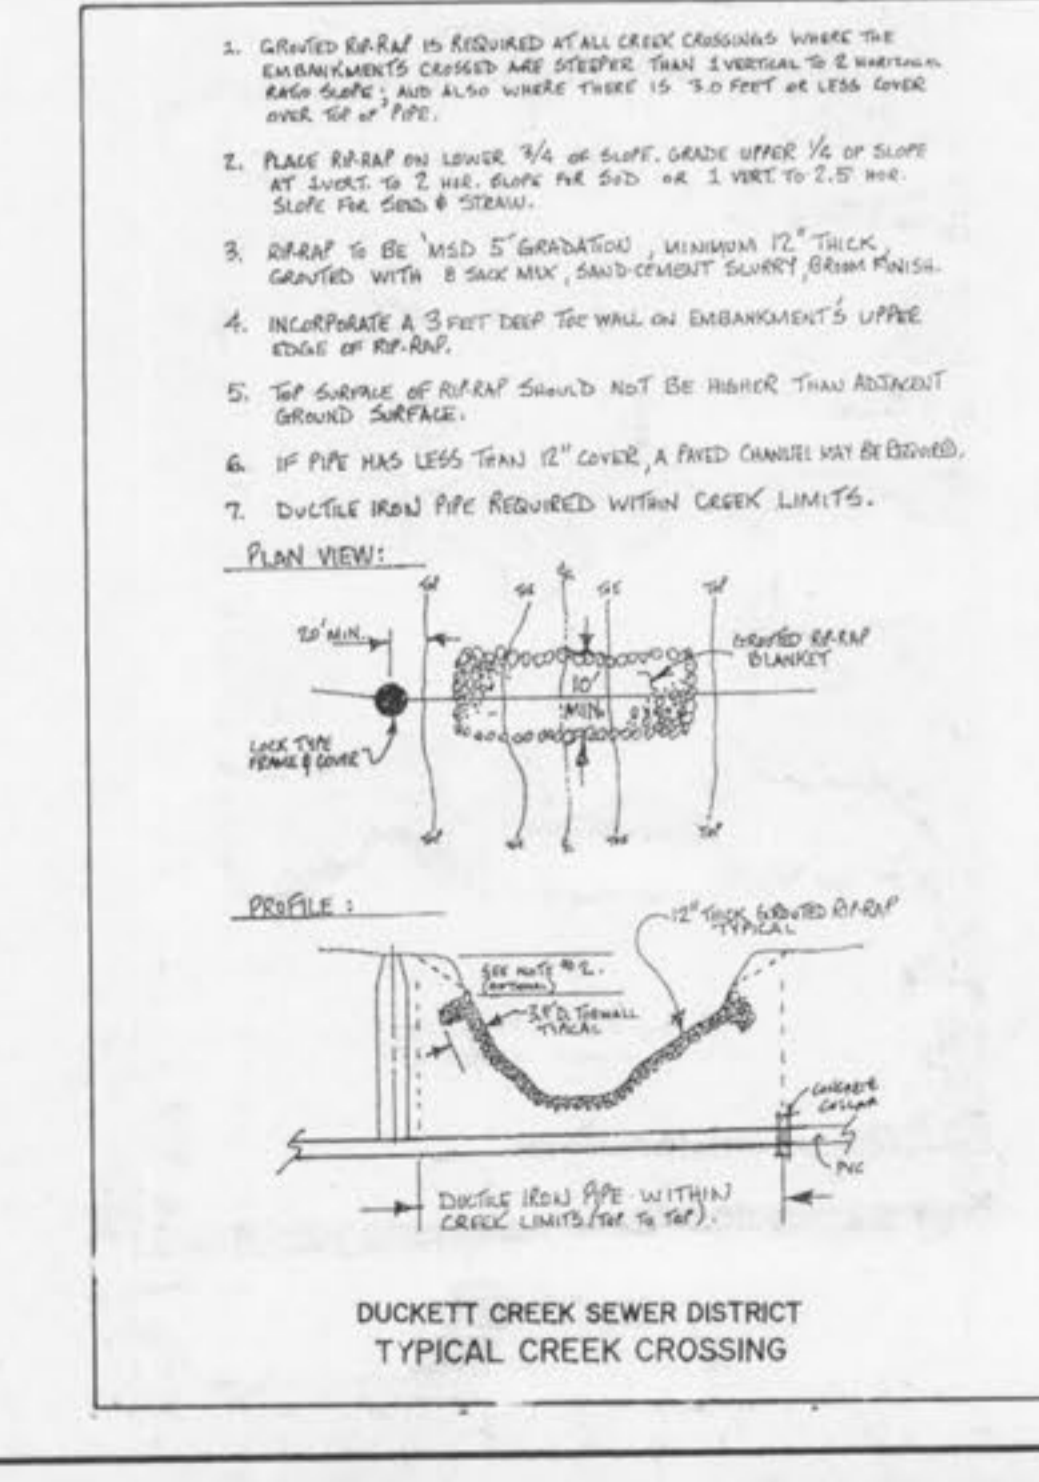 1. GROUTED RIP-RAP IS REQUIRED AT ALL CREEK CROSSINGS WHERE THE
EMBANKMENTS CROSSED ARE STEEPER THAN 1 VERTICAL TO 2 HORIZONTAL
RATIO SLOPE; AND ALSO WHERE THERE IS 3.0 FEET OR LESS COVER
OVER TOP OF PIPE.
2. PLACE RIP-RAP ON LOWER 3/4 OF SLOPE. GRADE UPPER 1/4 OF SLOPE
AT 1 VERT. TO 2 HOR. SLOPE FOR SOD OR 1 VERT. TO 2.5 HOR.
SLOPE FOR SEED & STRAW.
3. RIP-RAP TO BE 'MSD 5' GRADATION, MINIMUM 12" THICK,
GROUTED WITH 8 SACK MIX, SAND-CEMENT SLURRY, BROOM FINISH.
4. INCORPORATE A 3 FEET DEEP TOE WALL ON EMBANKMENT'S UPPER
EDGE OF RIP-RAP.
5. TOP SURFACE OF RIP-RAP SHOULD NOT BE HIGHER THAN ADJACENT
GROUND SURFACE.
6. IF PIPE HAS LESS THAN 12" COVER, A PAVED CHANNEL MAY BE REQUIRED.
7. DUCTILE IRON PIPE REQUIRED WITHIN CREEK LIMITS.
PLAN VIEW:
TOP TOE ℄ TOE TOP
20' MIN.
GROUTED RIP-RAP
BLANKET
10'
MIN.
LOCK TYPE
FRAME & COVER
TOP TOE ℄ TOE TOP
PROFILE:
12" THICK GROUTED RIP-RAP
TYPICAL
SEE NOTE #2.
(OPTIONAL)
3.0' D. TOEWALL
TYPICAL
CONCRETE
COLLAR
PVC
DUCTILE IRON PIPE WITHIN
CREEK LIMITS (TOP TO TOP).
DUCKETT CREEK SEWER DISTRICT
TYPICAL CREEK CROSSING